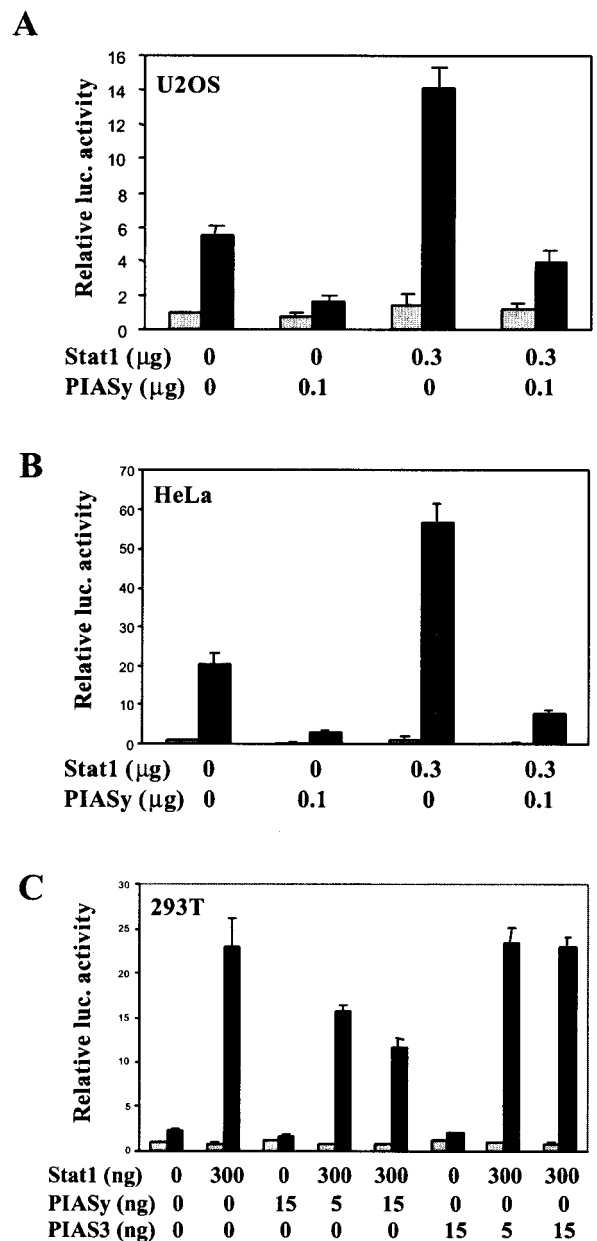 A
U2OS
Relative luc. activity
16
14
12
10
8
6
4
2
0
Stat1 (μg) 0 0 0.3 0.3
PIASy (μg) 0 0.1 0 0.1
B
HeLa
Relative luc. activity
70
60
50
40
30
20
10
0
Stat1 (μg) 0 0 0.3 0.3
PIASy (μg) 0 0.1 0 0.1
C
293T
Relative luc. activity
30
25
20
15
10
5
0
Stat1 (ng) 0 300 0 300 300 0 300 300
PIASy (ng) 0 0 15 5 15 0 0 0
PIAS3 (ng) 0 0 0 0 0 15 5 15